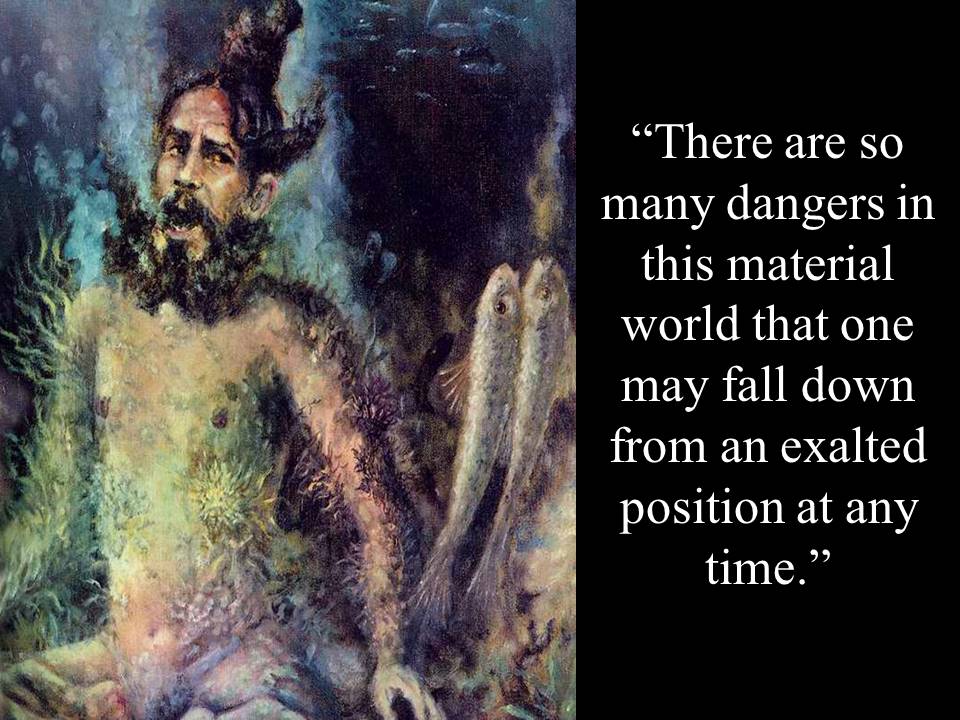 “There are so
many dangers in
this material
world that one
may fall down
from an exalted
position at any
time.”